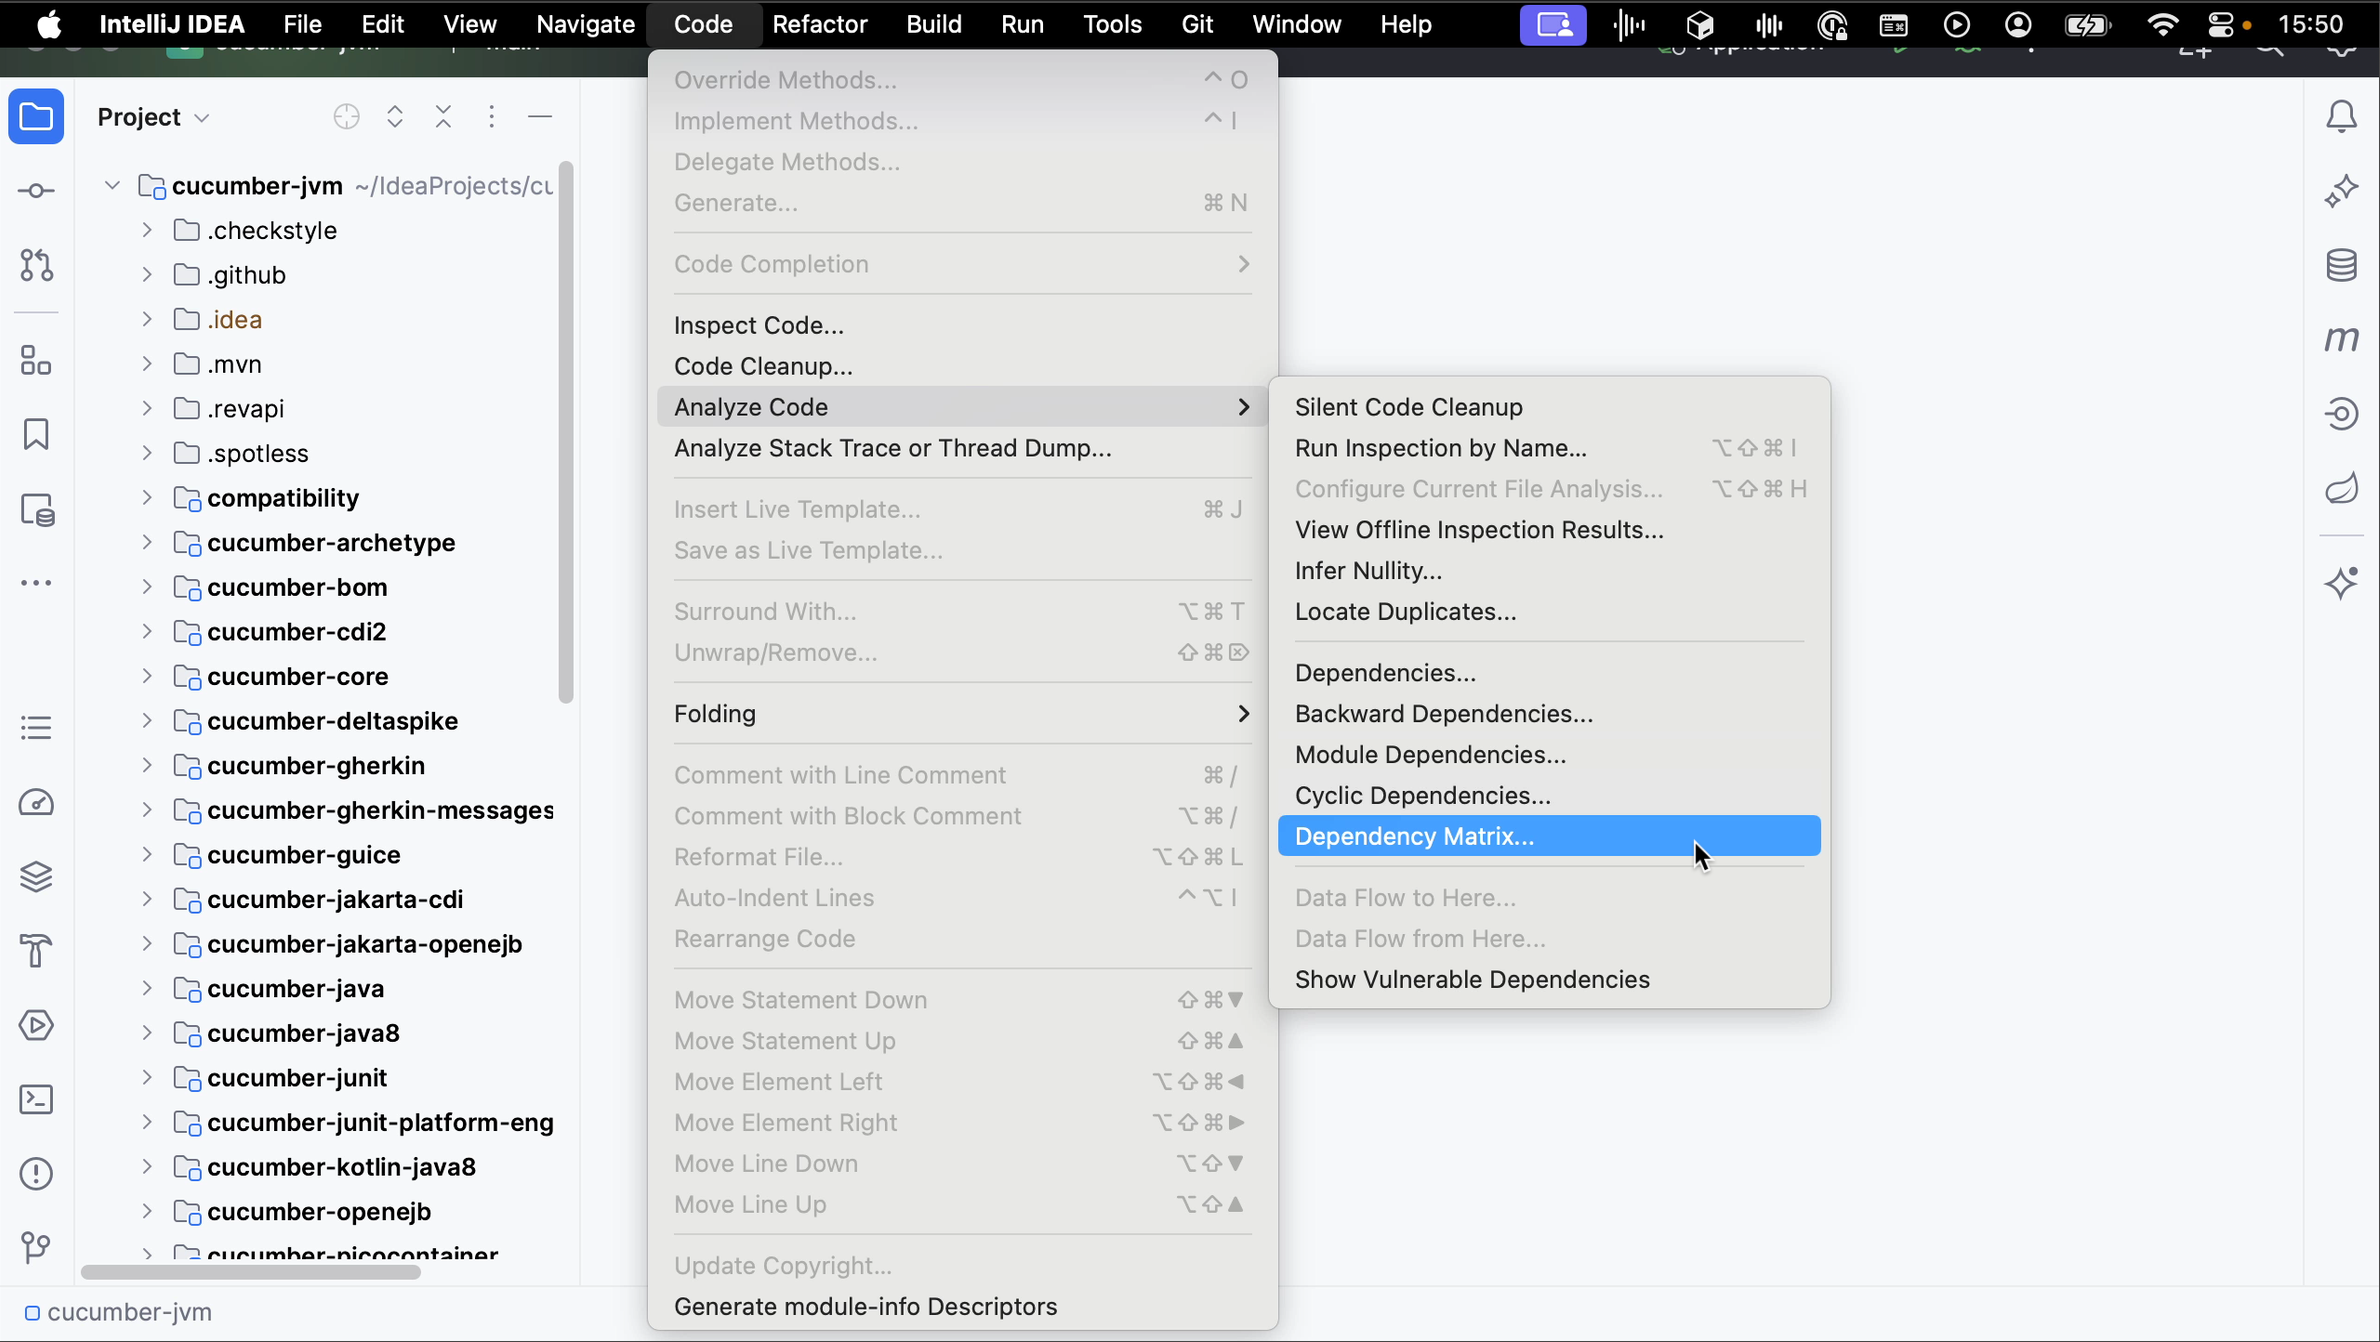 IntelliJ IDEA File Edit View Navigate Code Refactor Build Run Tools Git Window Help 15:50
Project
cucumber-jvm ~/IdeaProjects/cu
.checkstyle
.github
.idea
.mvn
.revapi
.spotless
compatibility
cucumber-archetype
cucumber-bom
cucumber-cdi2
cucumber-core
cucumber-deltaspike
cucumber-gherkin
cucumber-gherkin-messages
cucumber-guice
cucumber-jakarta-cdi
cucumber-jakarta-openejb
cucumber-java
cucumber-java8
cucumber-junit
cucumber-junit-platform-eng
cucumber-kotlin-java8
cucumber-openejb
cucumber-picocontainer
cucumber-jvm
Override Methods... ⌃ O
Implement Methods... ⌃ I
Delegate Methods...
Generate... ⌘ N
Code Completion
Inspect Code...
Code Cleanup...
Analyze Code
Analyze Stack Trace or Thread Dump...
Insert Live Template... ⌘ J
Save as Live Template...
Surround With... ⌥⌘ T
Unwrap/Remove... ⇧⌘⌦
Folding
Comment with Line Comment ⌘ /
Comment with Block Comment ⌥⌘ /
Reformat File... ⌥⇧⌘ L
Auto-Indent Lines ⌃⌥ I
Rearrange Code
Move Statement Down ⇧⌘▼
Move Statement Up ⇧⌘▲
Move Element Left ⌥⇧⌘◀
Move Element Right ⌥⇧⌘▶
Move Line Down ⌥⇧▼
Move Line Up ⌥⇧▲
Update Copyright...
Generate module-info Descriptors
Silent Code Cleanup
Run Inspection by Name... ⌥⇧⌘ I
Configure Current File Analysis... ⌥⇧⌘ H
View Offline Inspection Results...
Infer Nullity...
Locate Duplicates...
Dependencies...
Backward Dependencies...
Module Dependencies...
Cyclic Dependencies...
Dependency Matrix...
Data Flow to Here...
Data Flow from Here...
Show Vulnerable Dependencies